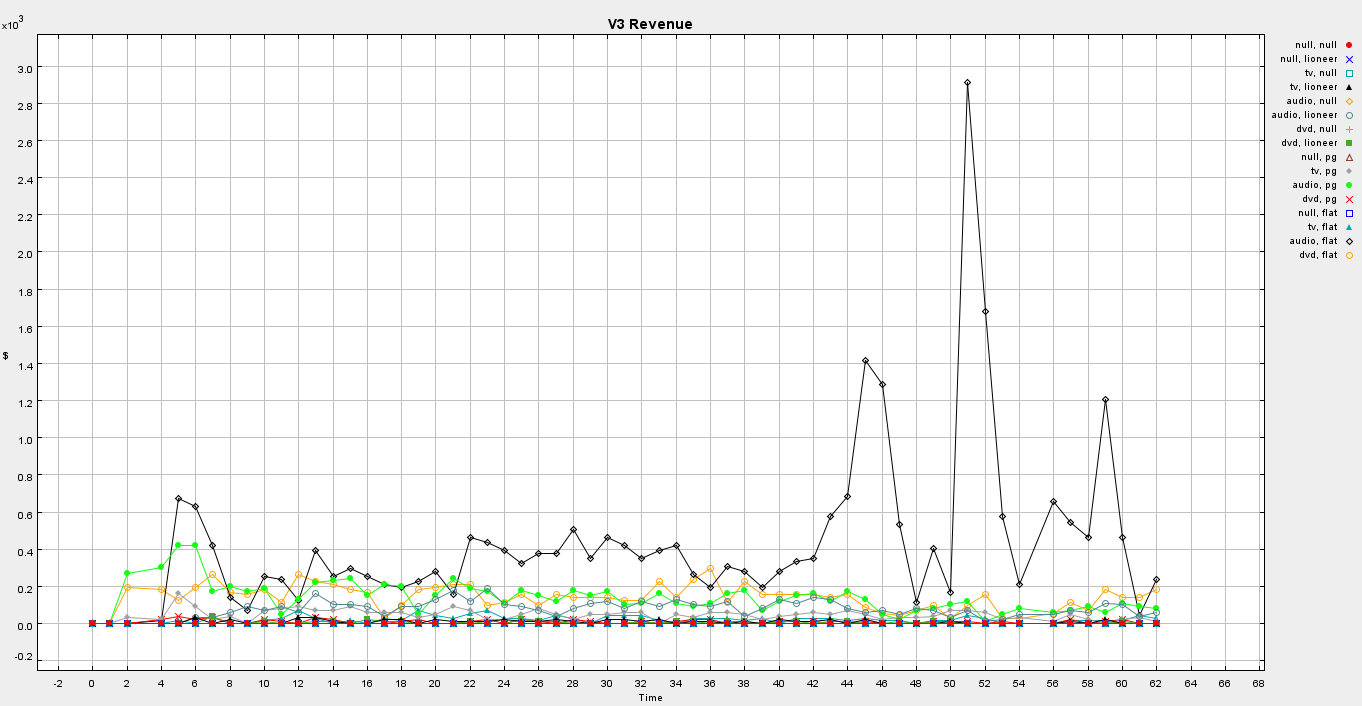 V3 Revenue
x10^3
3.0
2.8
2.6
2.4
2.2
2.0
1.8
1.6
1.4
1.2
1.0
0.8
0.6
0.4
0.2
0.0
-0.2
$
-2 0 2 4 6 8 10 12 14 16 18 20 22 24 26 28 30 32 34 36 38 40 42 44 46 48 50 52 54 56 58 60 62 64 66 68
Time
null, null
null, lioneer
tv, null
tv, lioneer
audio, null
audio, lioneer
dvd, null
dvd, lioneer
null, pg
tv, pg
audio, pg
dvd, pg
null, flat
tv, flat
audio, flat
dvd, flat